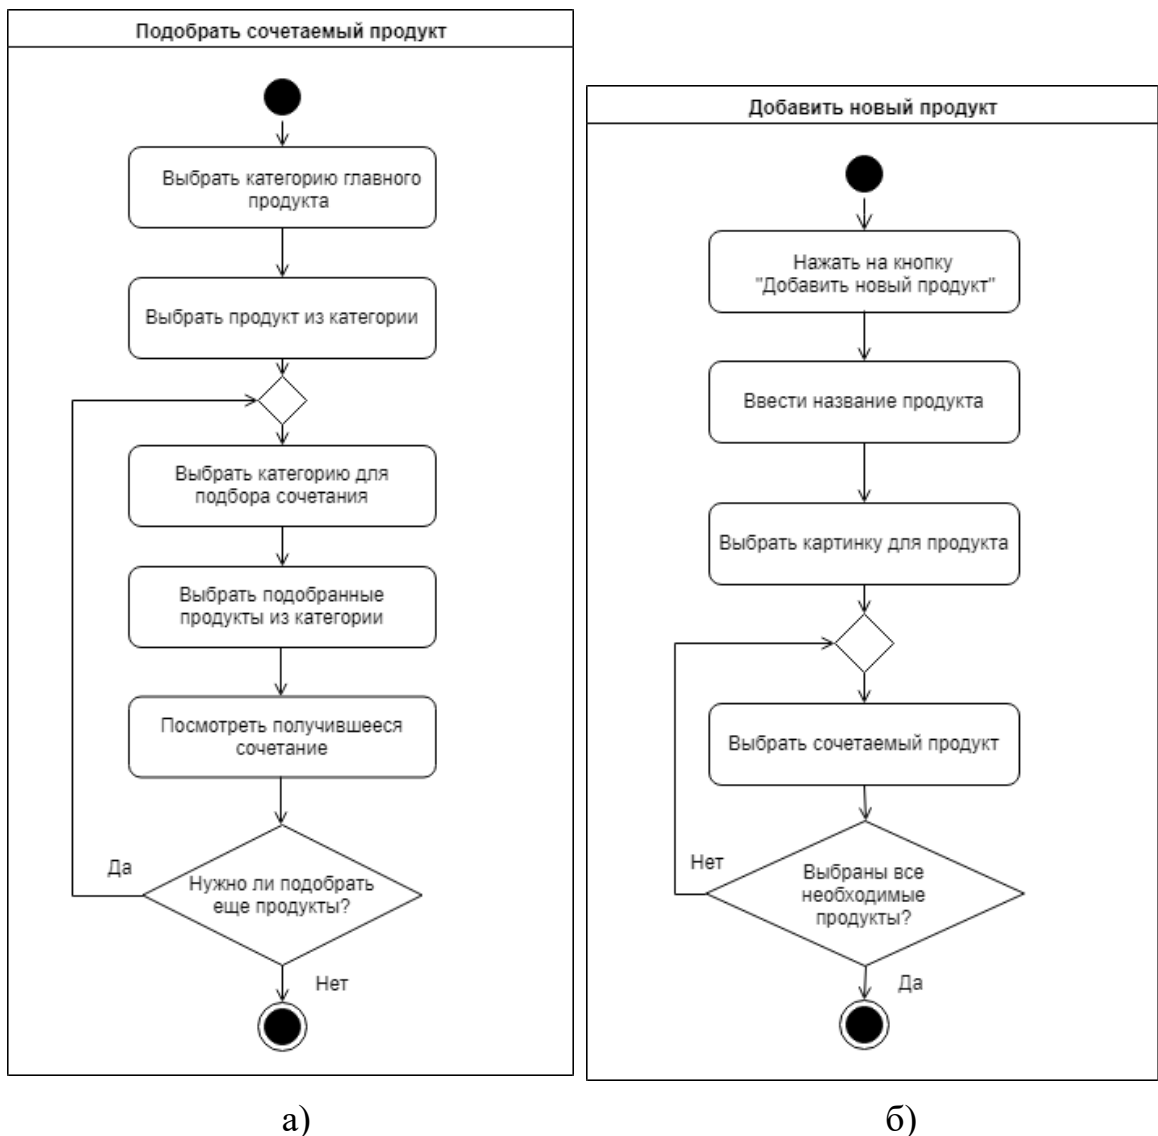 Подобрать сочетаемый продукт
Выбрать категорию главного
продукта
Выбрать продукт из категории
Выбрать категорию для
подбора сочетания
Выбрать подобранные
продукты из категории
Посмотреть получившееся
сочетание
Да
Нужно ли подобрать
еще продукты?
Нет
а)
Добавить новый продукт
Нажать на кнопку
"Добавить новый продукт"
Ввести название продукта
Выбрать картинку для продукта
Выбрать сочетаемый продукт
Нет
Выбраны все
необходимые
продукты?
Да
б)